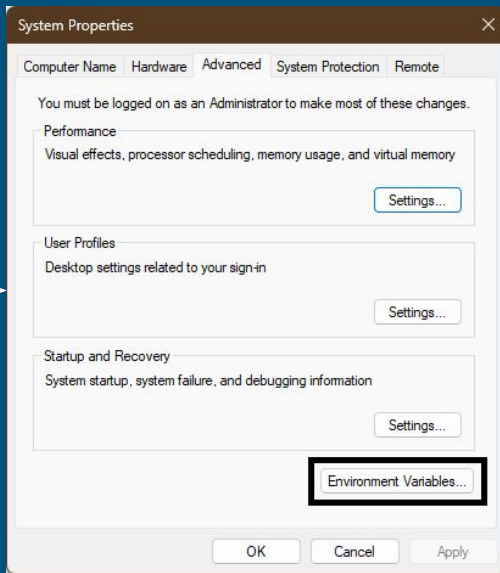 System Properties
Computer Name Hardware Advanced System Protection Remote
You must be logged on as an Administrator to make most of these changes.
Performance
Visual effects, processor scheduling, memory usage, and virtual memory
Settings...
User Profiles
Desktop settings related to your sign-in
Settings...
Startup and Recovery
System startup, system failure, and debugging information
Settings...
Environment Variables...
OK Cancel Apply